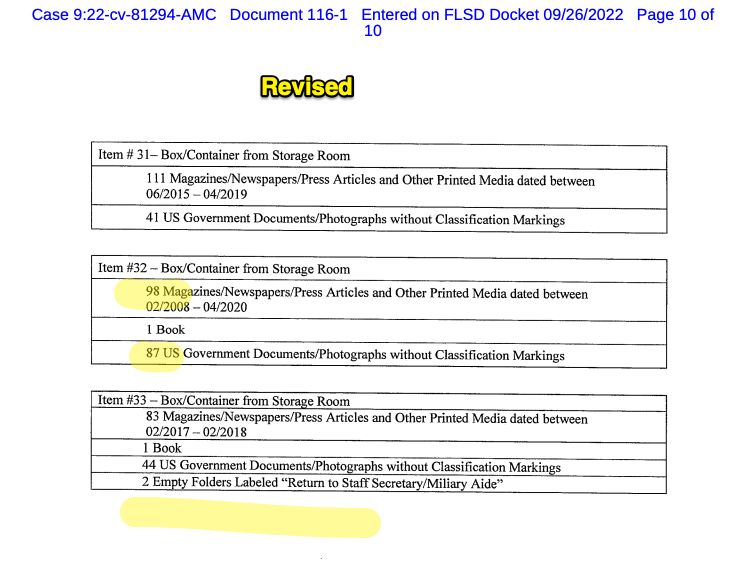 Case 9:22-cv-81294-AMC Document 116-1 Entered on FLSD Docket 09/26/2022 Page 10 of
10
Revised
Item # 31– Box/Container from Storage Room
111 Magazines/Newspapers/Press Articles and Other Printed Media dated between
06/2015 – 04/2019
41 US Government Documents/Photographs without Classification Markings
Item #32 – Box/Container from Storage Room
98 Magazines/Newspapers/Press Articles and Other Printed Media dated between
02/2008 – 04/2020
1 Book
87 US Government Documents/Photographs without Classification Markings
Item #33 – Box/Container from Storage Room
83 Magazines/Newspapers/Press Articles and Other Printed Media dated between
02/2017 – 02/2018
1 Book
44 US Government Documents/Photographs without Classification Markings
2 Empty Folders Labeled “Return to Staff Secretary/Miliary Aide”